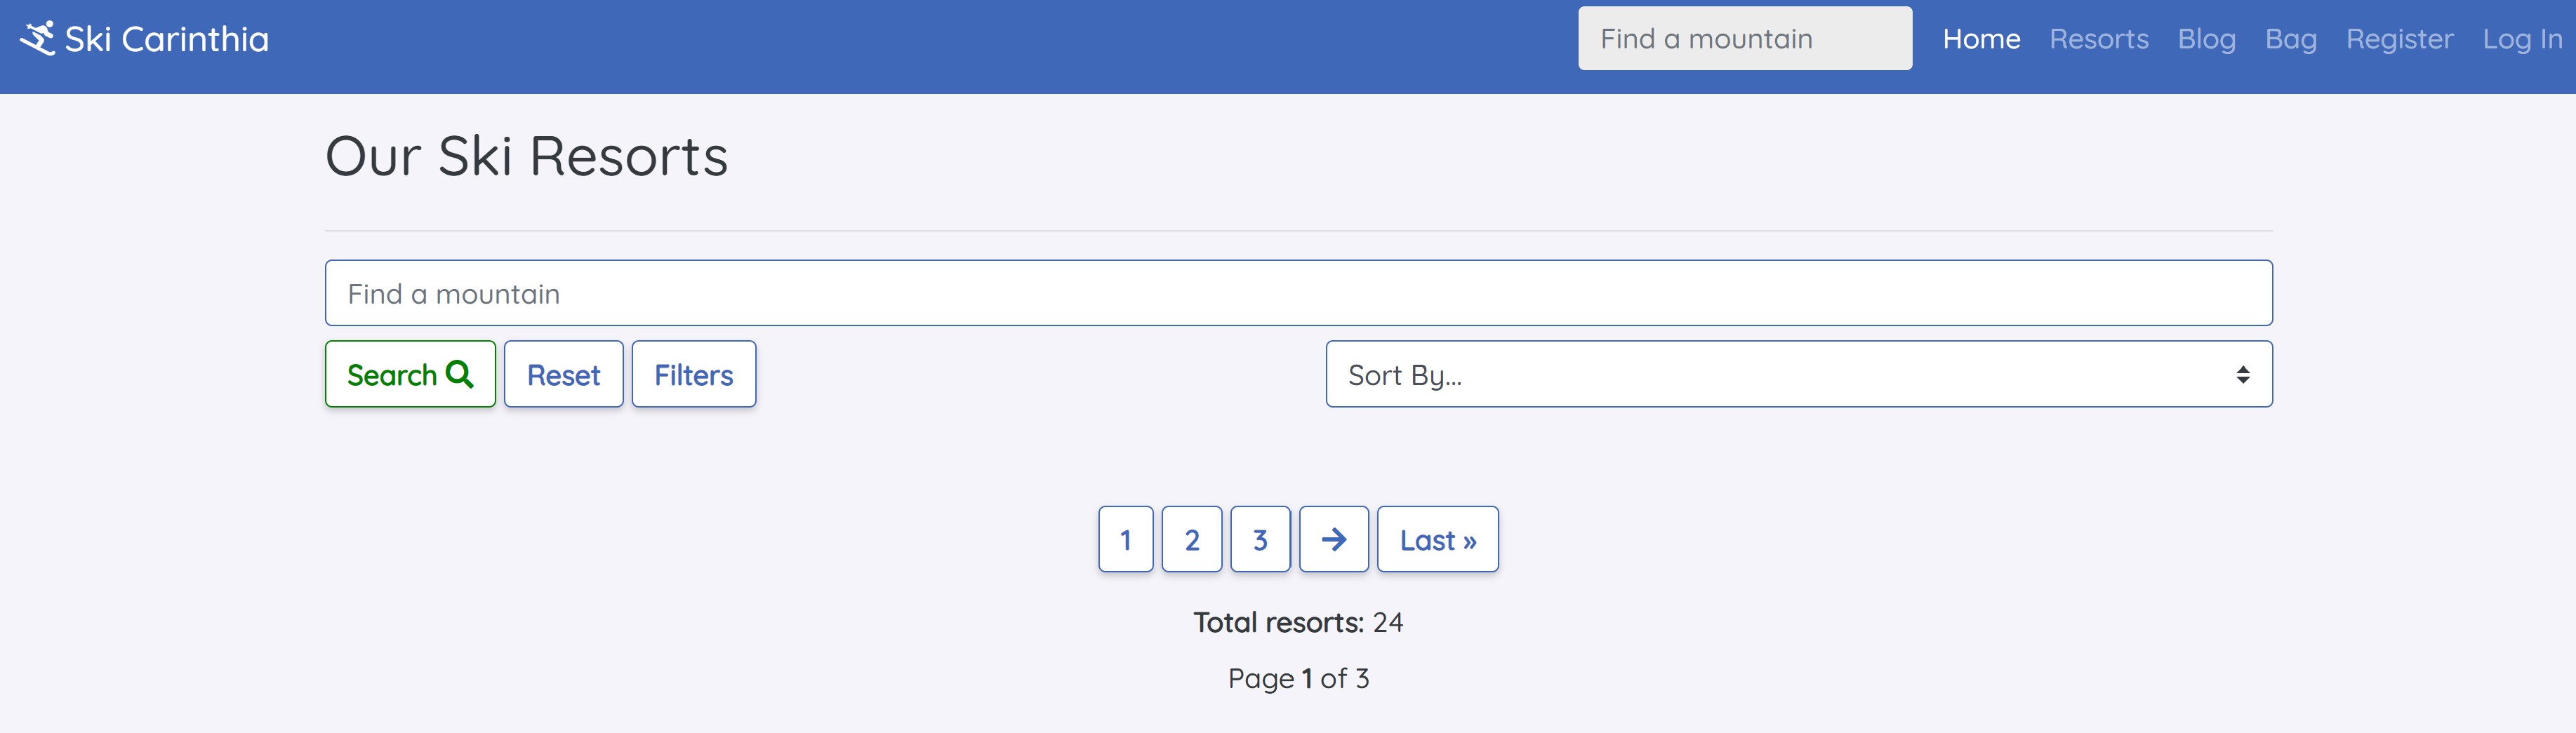 Ski Carinthia
Find a mountain
Home Resorts Blog Bag Register Log In
Our Ski Resorts
Find a mountain
Search Reset Filters
Sort By...
1 2 3 → Last »
Total resorts: 24
Page 1 of 3